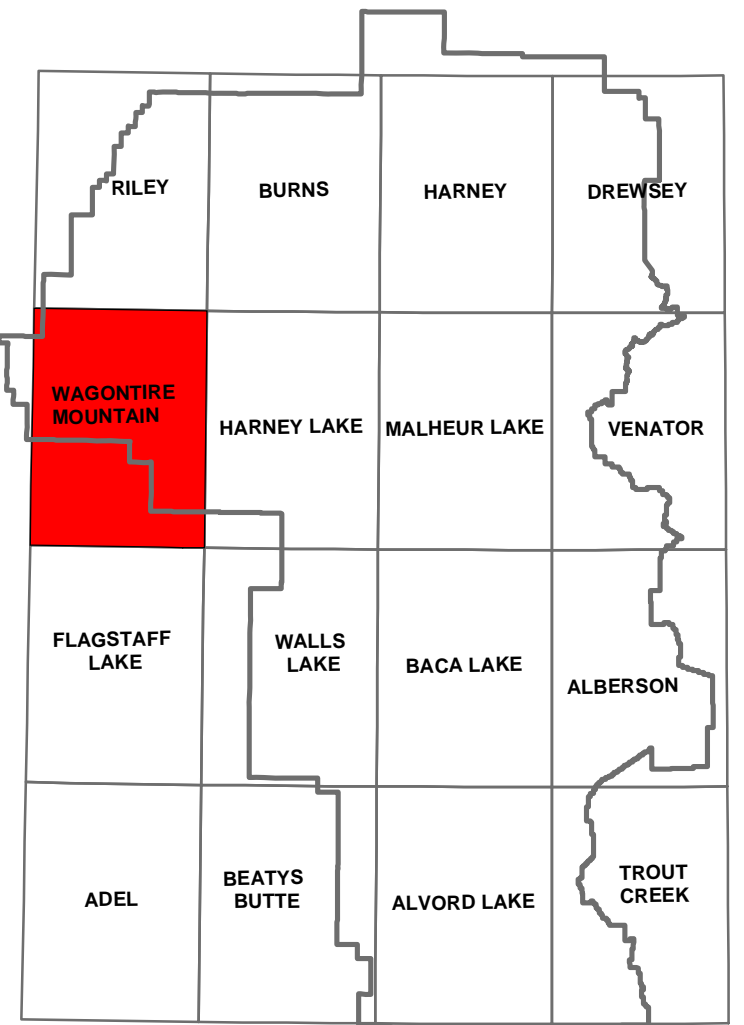 RILEY
BURNS
HARNEY
DREWSEY
WAGONTIRE
MOUNTAIN
HARNEY LAKE
MALHEUR LAKE
VENATOR
FLAGSTAFF
LAKE
WALLS
LAKE
BACA LAKE
ALBERSON
ADEL
BEATYS
BUTTE
ALVORD LAKE
TROUT
CREEK